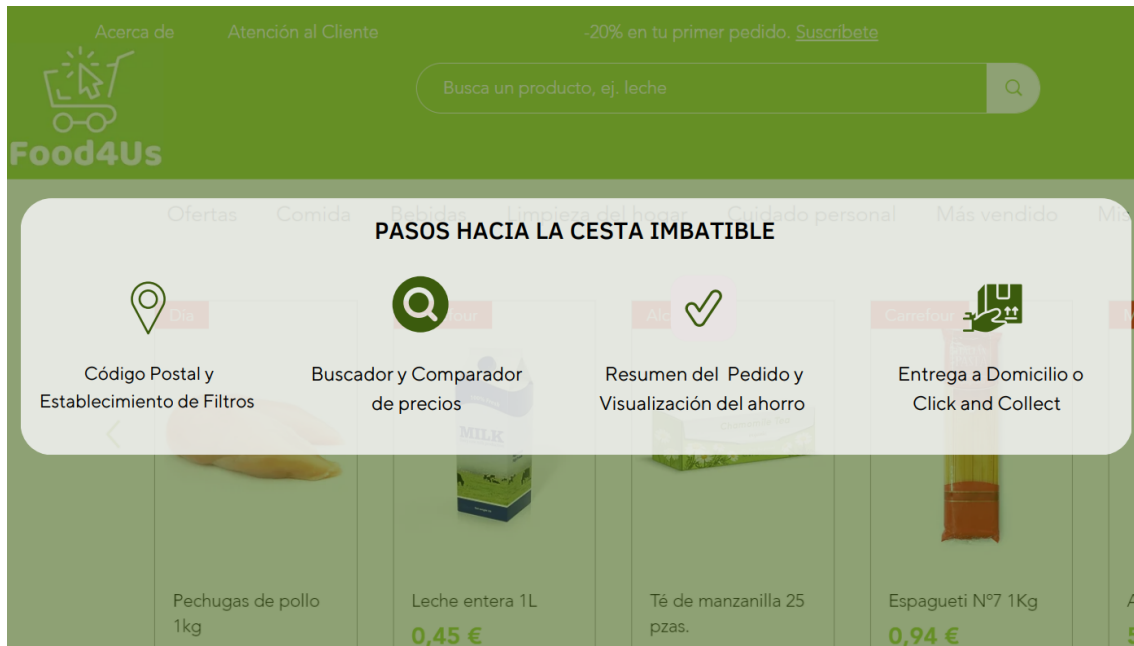 Acerca de Atención al Cliente -20% en tu primer pedido. Suscríbete
Busca un producto, ej. leche
Food4Us
Ofertas Comida Bebidas Limpieza del hogar Cuidado personal Más vendido Mis
PASOS HACIA LA CESTA IMBATIBLE
Dia Carrefour
Código Postal y
Establecimiento de Filtros
Buscador y Comparador
de precios
Resumen del Pedido y
Visualización del ahorro
Entrega a Domicilio o
Click and Collect
MILK
Pechugas de pollo
1kg
Leche entera 1L
0,45 €
Té de manzanilla 25
pzas.
Espagueti Nº7 1Kg
0,94 €